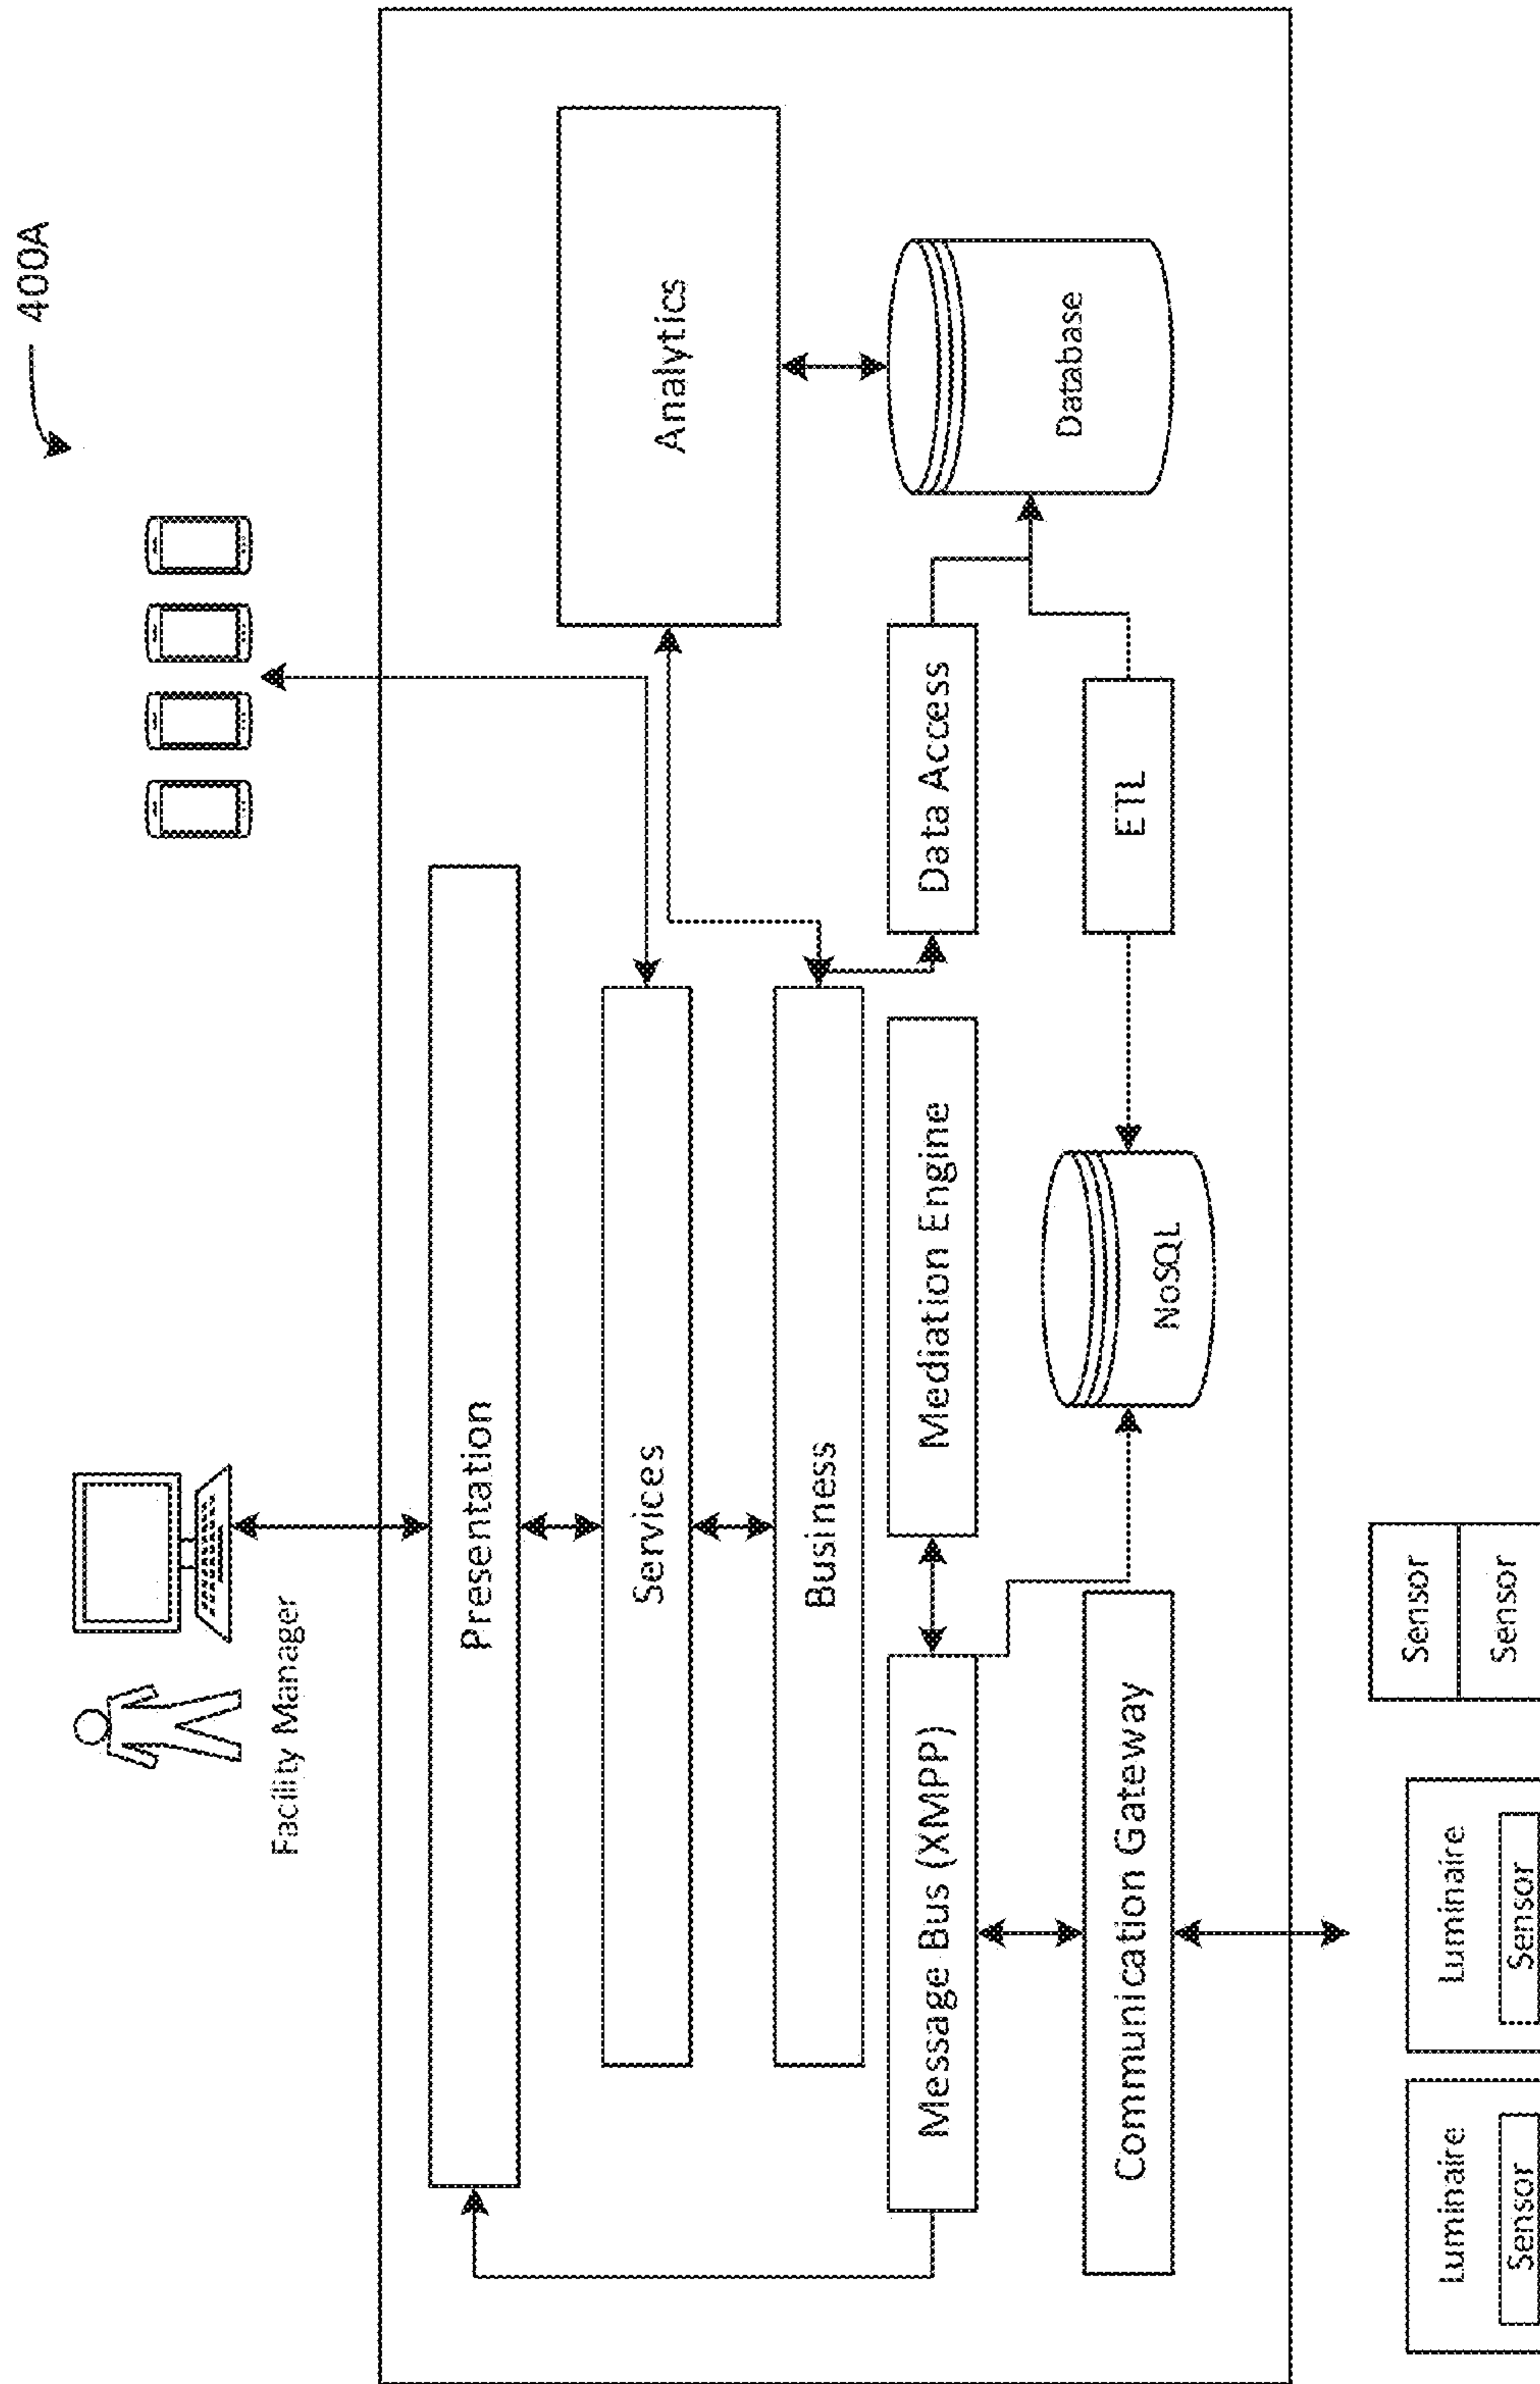 400A
Facility Manager
Presentation
Services
Analytics
Business
Message Bus (XMPP)
Mediation Engine
Data Access
Database
Communication Gateway
NoSQL
ETL
Luminaire
Sensor
Luminaire
Sensor
Sensor
Sensor